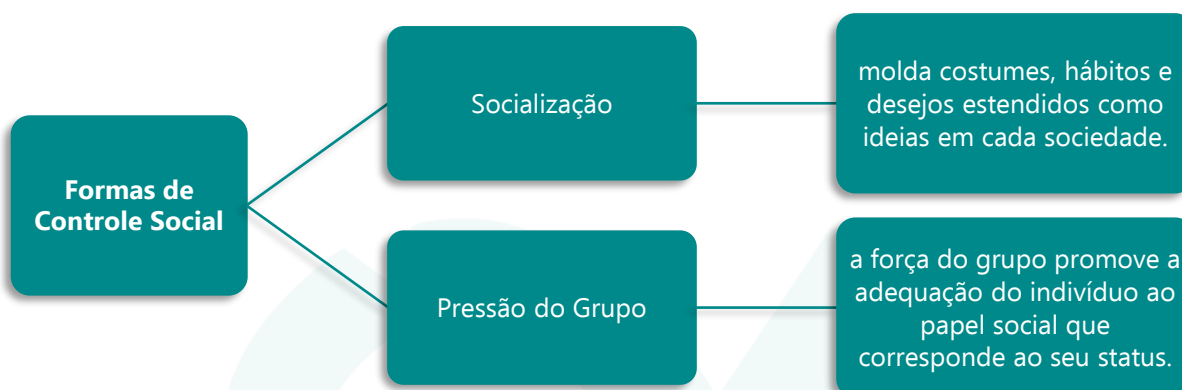 Formas de
Controle Social
Socialização
molda costumes, hábitos e
desejos estendidos como
ideias em cada sociedade.
Pressão do Grupo
a força do grupo promove a
adequação do indivíduo ao
papel social que
corresponde ao seu status.